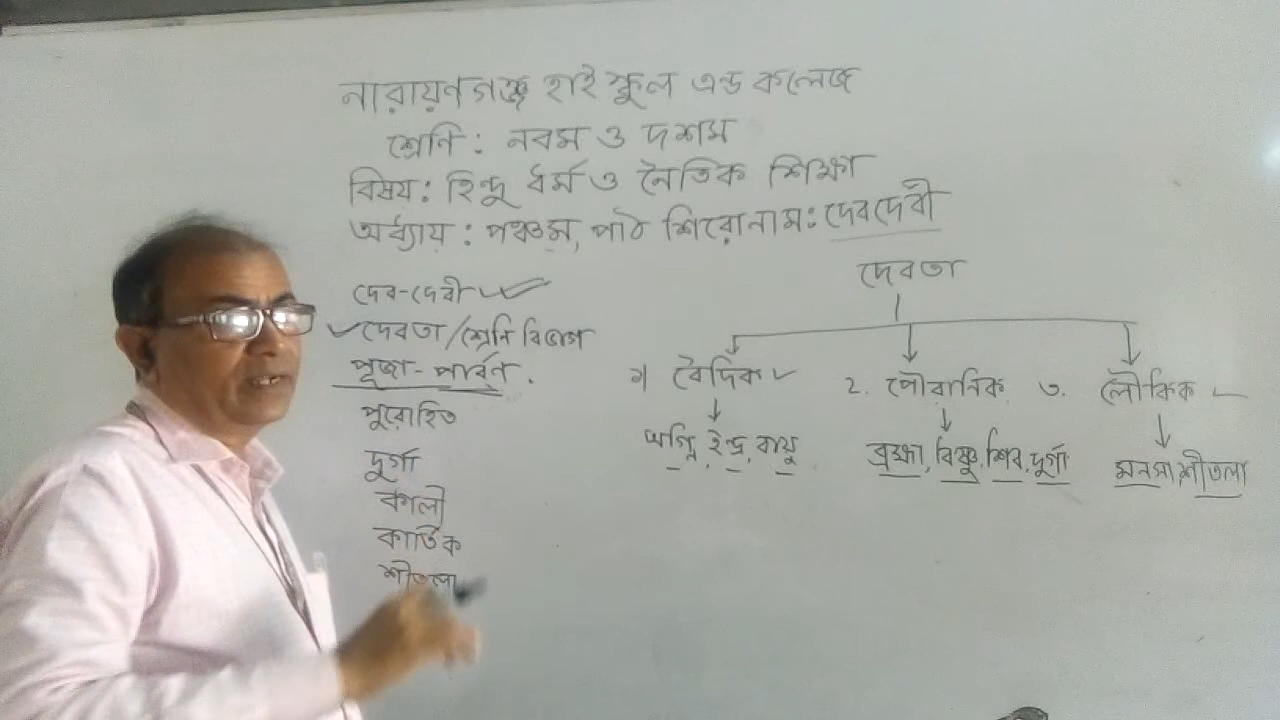 নারায়ণগঞ্জ হাই স্কুল এন্ড কলেজ
শ্রেণি : নবম ও দশম
বিষয় : হিন্দু ধর্ম ও নৈতিক শিক্ষা
অধ্যায় : পঞ্চম, পাঠ শিরোনাম : দেবদেবী
দেব-দেবী
দেবতা/শ্রেনি বিভাগ
পূজা-পার্বণ.
পুরোহিত
দুর্গা
কালী
কার্তিক
শীতলা
দেবতা
১) বৈদিক ২. পৌরানিক ৩. লৌকিক
অগ্নি, ইন্দ্র, বায়ু ব্রহ্মা, বিষ্ণু, শিব, দুর্গা মনসা, শীতলা